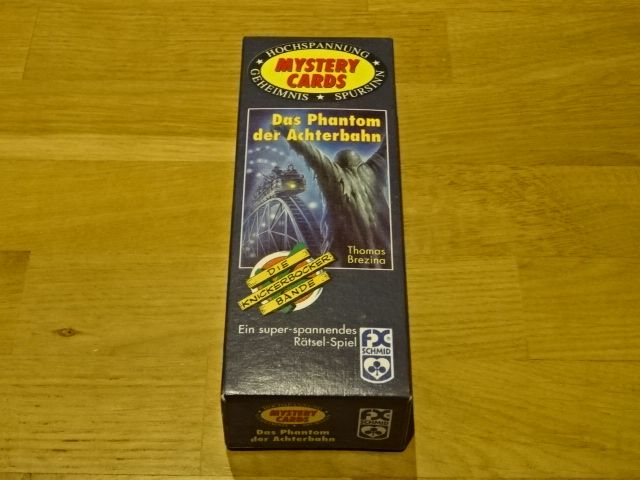 HOCHSPANNUNG
MYSTERY
CARDS
GEHEIMNIS ★ SPÜRSINN
Das Phantom
der Achterbahn
Thomas
Brezina
DIE
KNICKERBOCKER
BANDE
Ein super-spannendes
Rätsel-Spiel
FX
SCHMID
MYSTERY
CARDS
Das Phantom
der Achterbahn
FX
SCHMID